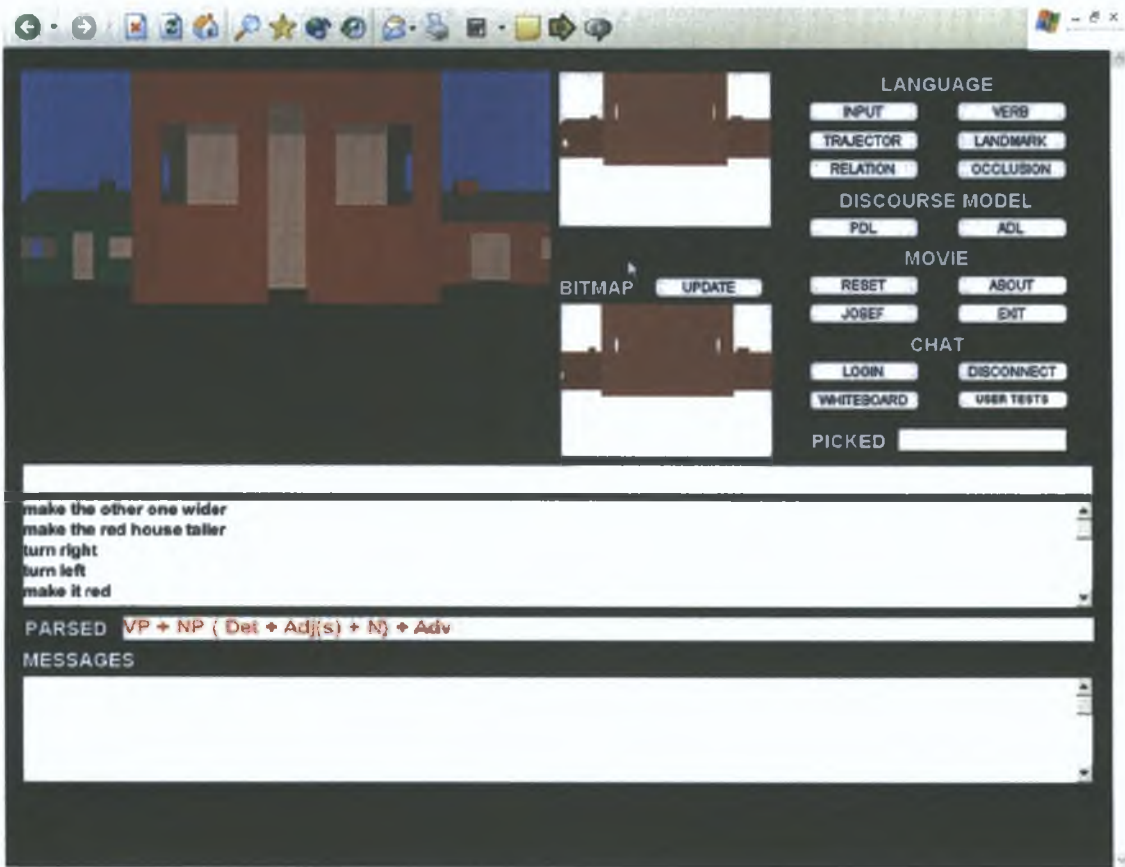 LANGUAGE
INPUT VERB
TRAJECTOR LANDMARK
RELATION OCCLUSION
DISCOURSE MODEL
PDL ADL
MOVIE
BITMAP UPDATE
RESET ABOUT
JOSEF EXIT
CHAT
LOGIN DISCONNECT
WHITEBOARD USER TESTS
PICKED
make the other one wider
make the red house taller
turn right
turn left
make it red
PARSED VP + NP ( Det + Adj(s) + N) + Adv
MESSAGES